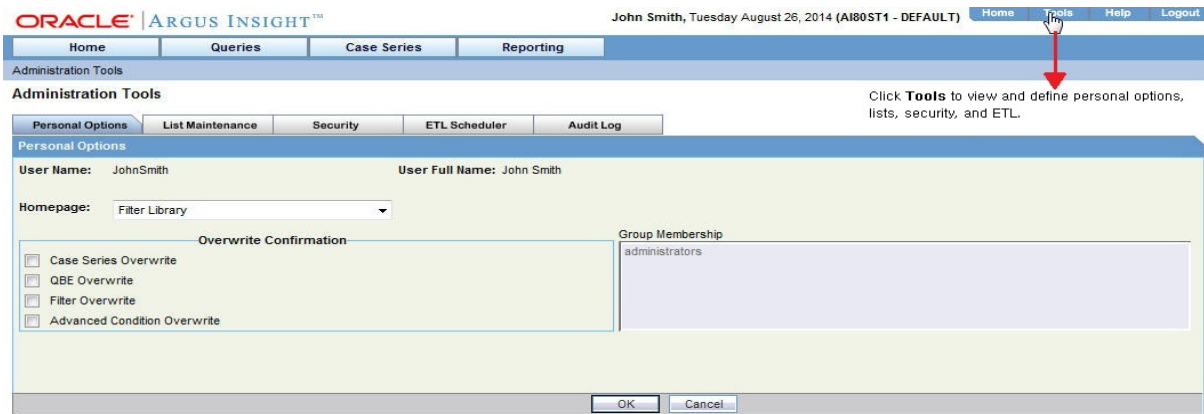 ORACLE® ARGUS INSIGHT™
John Smith, Tuesday August 26, 2014 (AI80ST1 - DEFAULT)
Home Tools Help Logout
Home Queries Case Series Reporting
Administration Tools
Administration Tools
Click Tools to view and define personal options,
lists, security, and ETL.
Personal Options List Maintenance Security ETL Scheduler Audit Log
Personal Options
User Name: JohnSmith User Full Name: John Smith
Homepage: Filter Library
Overwrite Confirmation
Case Series Overwrite
QBE Overwrite
Filter Overwrite
Advanced Condition Overwrite
Group Membership
administrators
OK Cancel